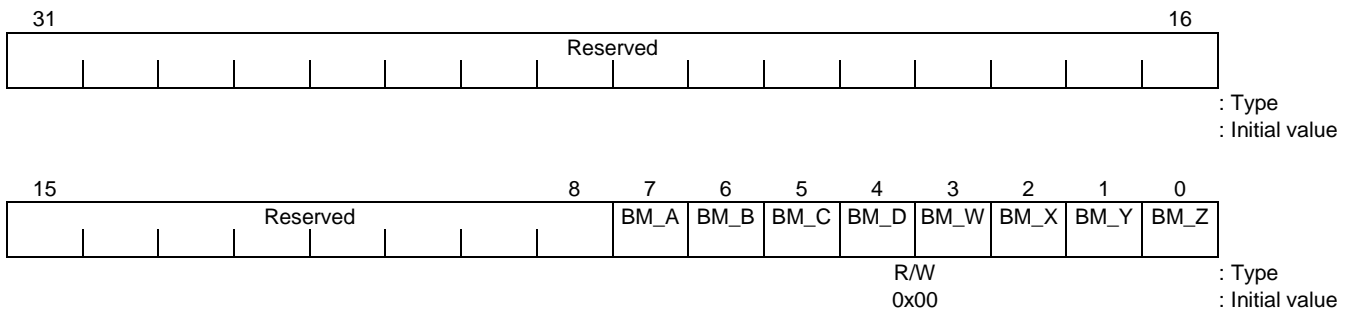 31 16
Reserved
: Type
: Initial value
15 8 7 6 5 4 3 2 1 0
Reserved BM_A BM_B BM_C BM_D BM_W BM_X BM_Y BM_Z
R/W : Type
0x00 : Initial value